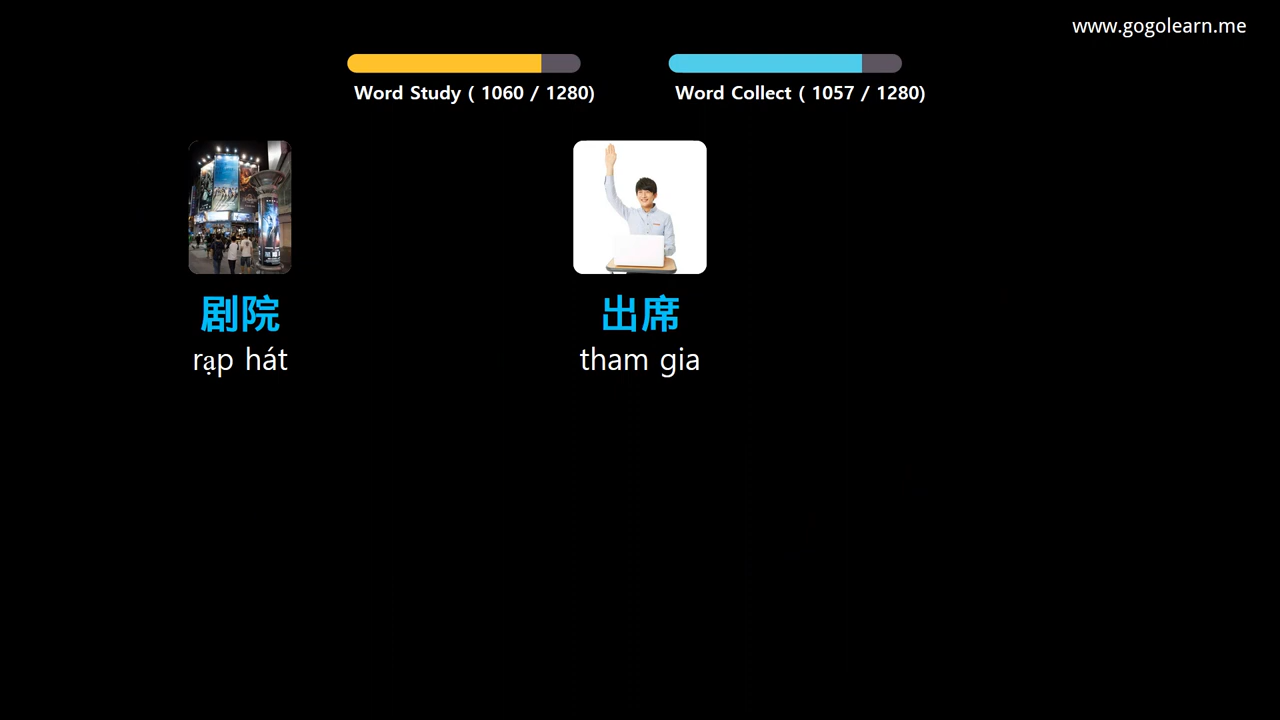 www.gogolearn.me
Word Study ( 1060 / 1280)
Word Collect ( 1057 / 1280)
剧院
rạp hát
出席
tham gia